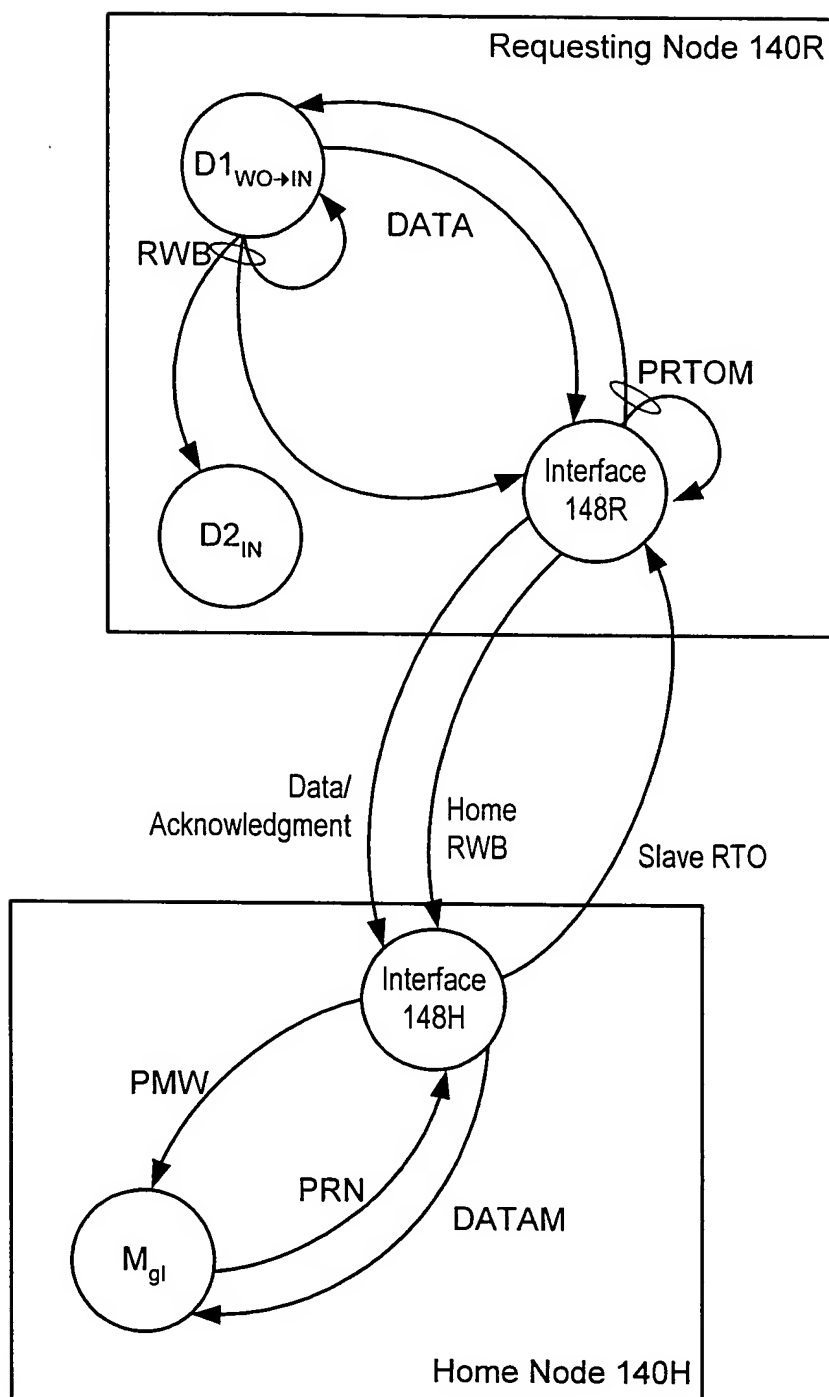 Requesting Node 140R
D1WO→IN
DATA
RWB
PRTOM
Interface
148R
D2IN
Data/
Acknowledgment
Home
RWB
Slave RTO
Interface
148H
PMW
PRN
DATAM
Mgl
Home Node 140H